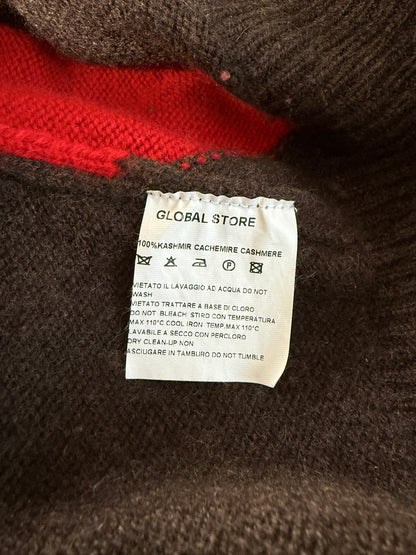 GLOBAL STORE
100%KASHMIR CACHEMIRE CASHMERE
P
VIETATO IL LAVAGGIO AD ACQUA DO NOT
WASH
VIETATO TRATTARE A BASE DI CLORO
DO NOT BLEACH STIRD CON TEMPERATURA
MAX 110°C COOL IRON .TEMP.MAX 110°C
LAVABILE A SECCO CON PERCLORO
DRY CLEAN-UP NON
ASCIUGARE IN TAMBURO DO NOT TUMBLE